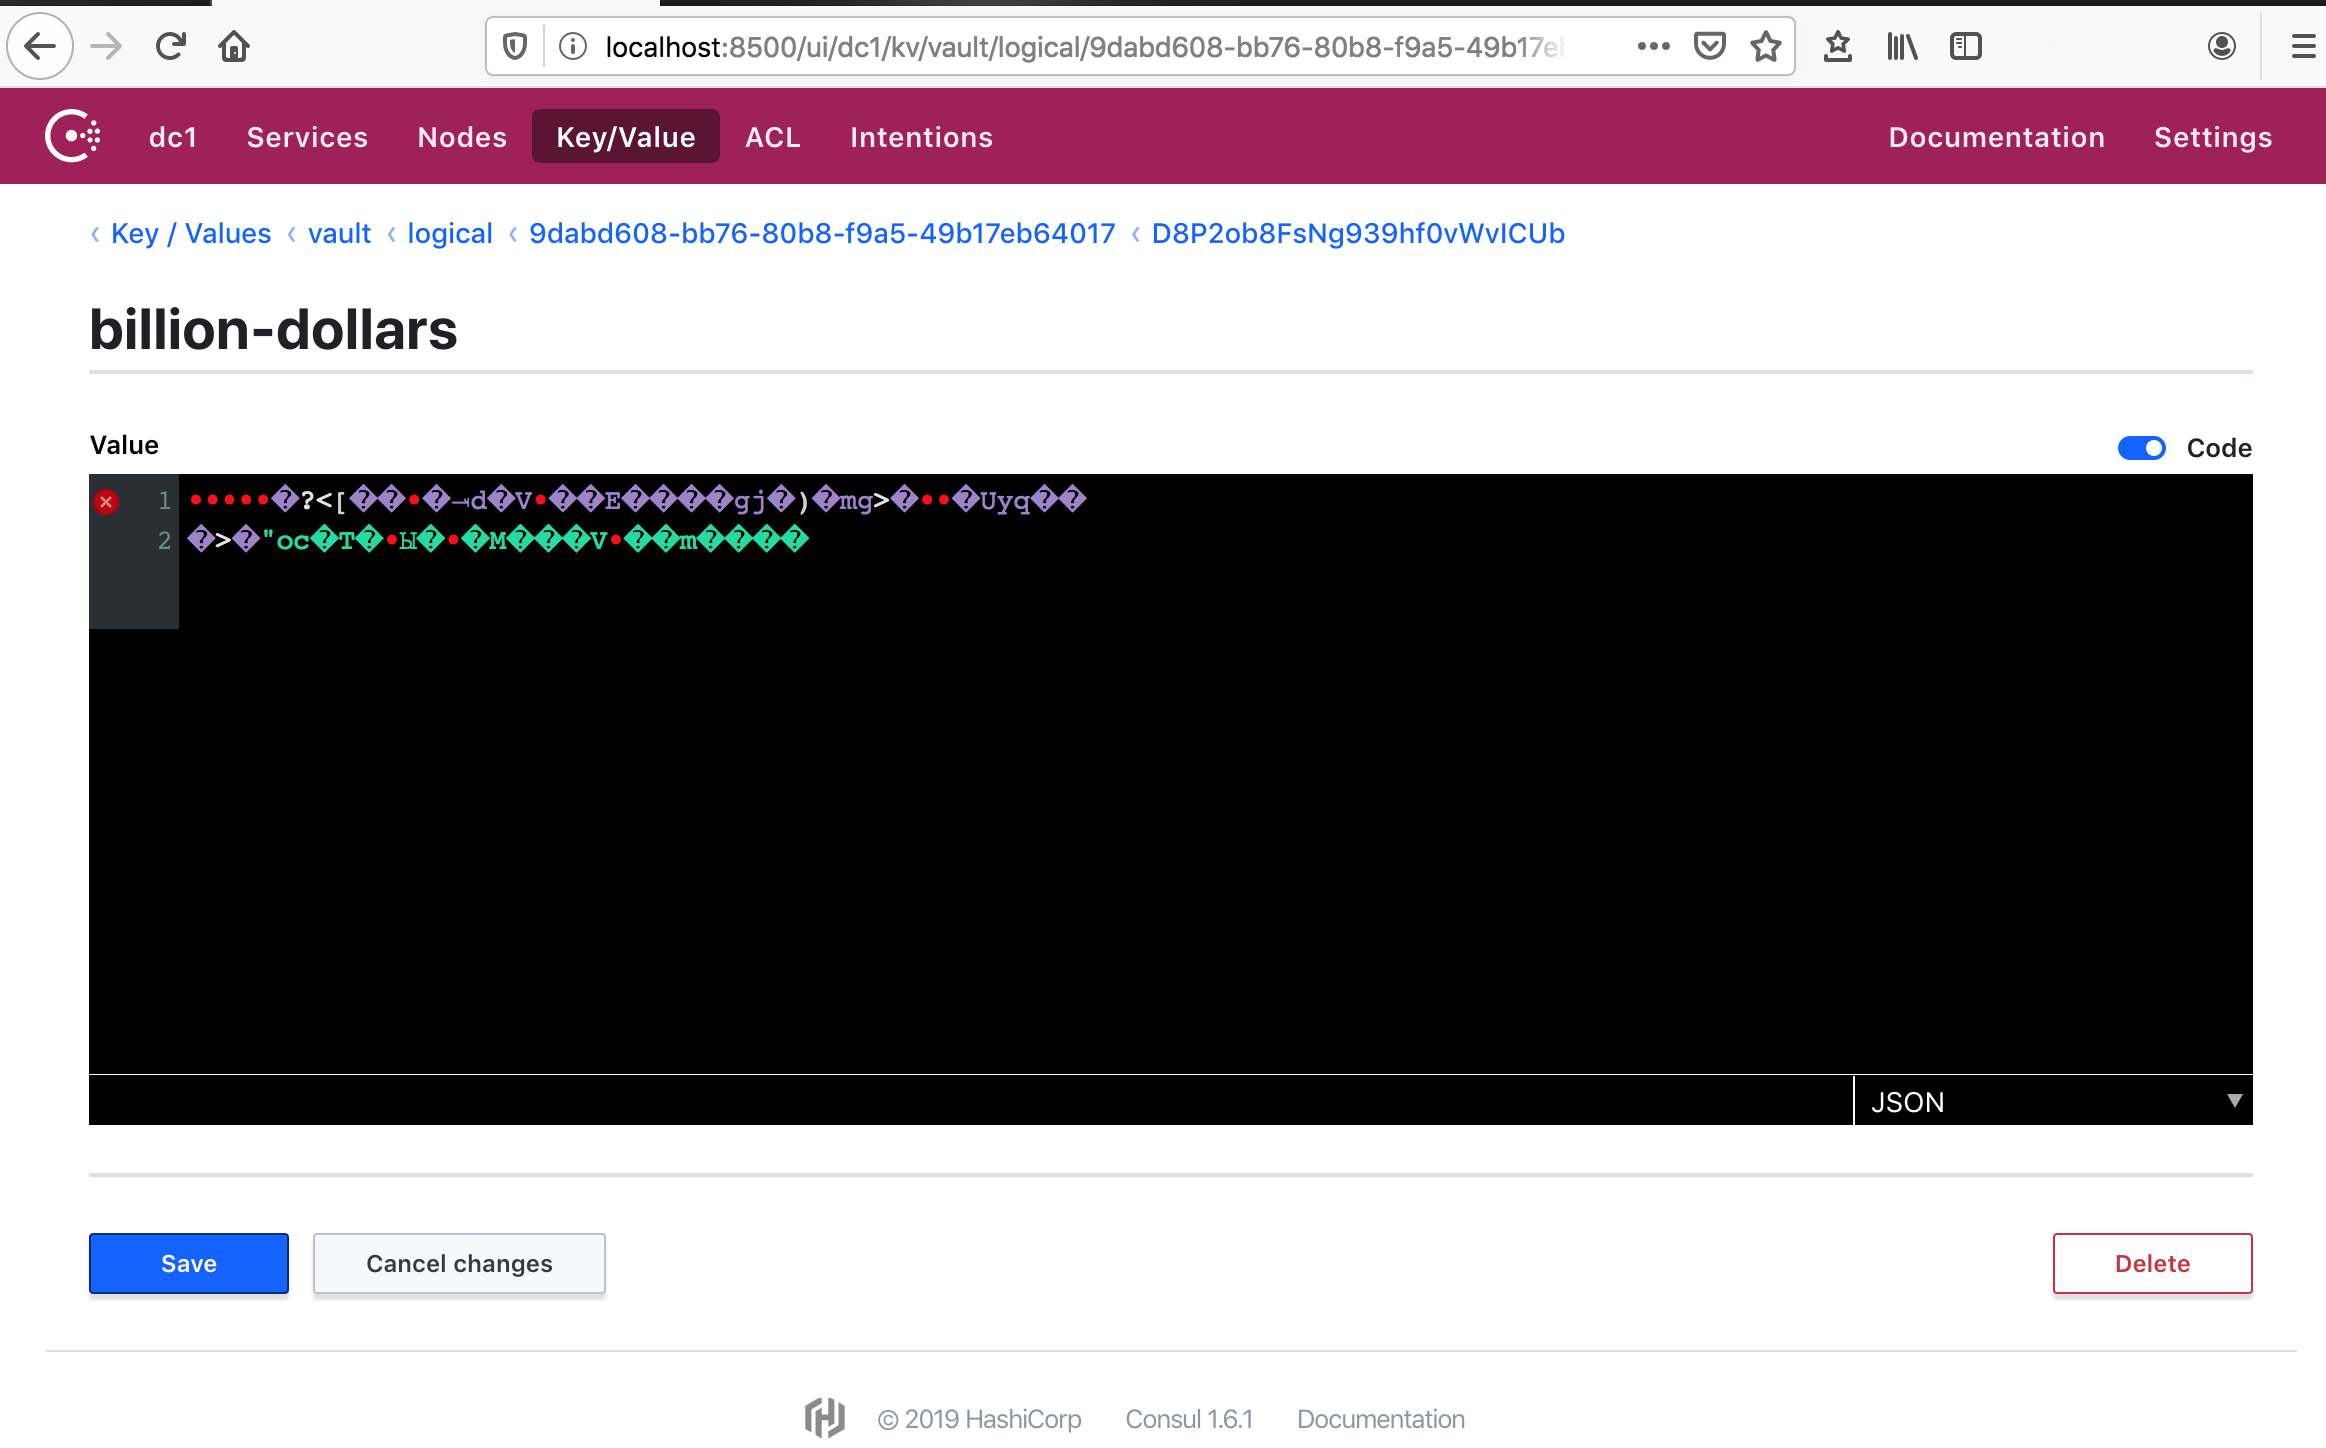 localhost:8500/ui/dc1/kv/vault/logical/9dabd608-bb76-80b8-f9a5-49b17eb
dc1 Services Nodes Key/Value ACL Intentions Documentation Settings
‹ Key / Values ‹ vault ‹ logical ‹ 9dabd608-bb76-80b8-f9a5-49b17eb64017 ‹ D8P2ob8FsNg939hf0vWvICUb
billion-dollars
Value Code
1 •••••�?<[��•�d�V•��E����gj�)�mg>�••�Uyq��
2 �>�"oc�T�•Ы�•�M���V•��m����
JSON
Save Cancel changes Delete
© 2019 HashiCorp Consul 1.6.1 Documentation